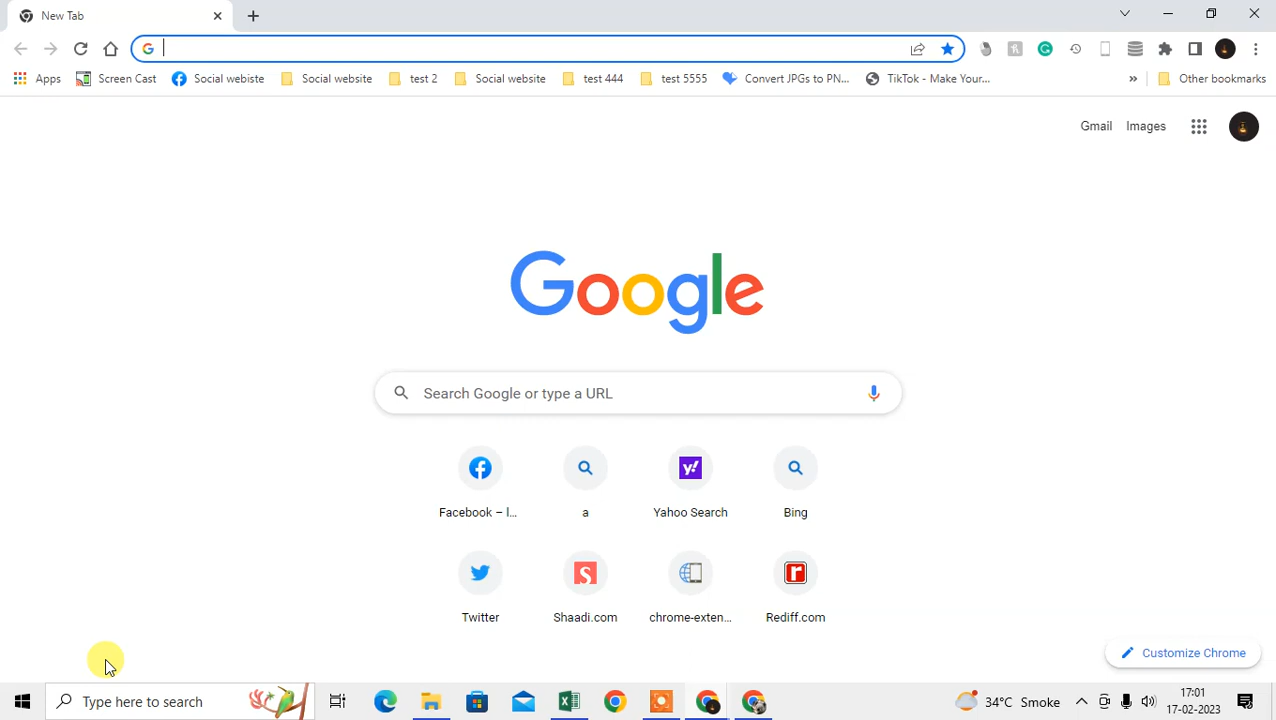 New Tab
Apps Screen Cast Social webiste Social website test 2 Social website test 444 test 5555 Convert JPGs to PN... TikTok - Make Your... » Other bookmarks
Gmail Images
Google
Search Google or type a URL
Facebook – l... a Yahoo Search Bing
Twitter Shaadi.com chrome-exten... Rediff.com
Customize Chrome
Type here to search 34°C Smoke 17:01
17-02-2023